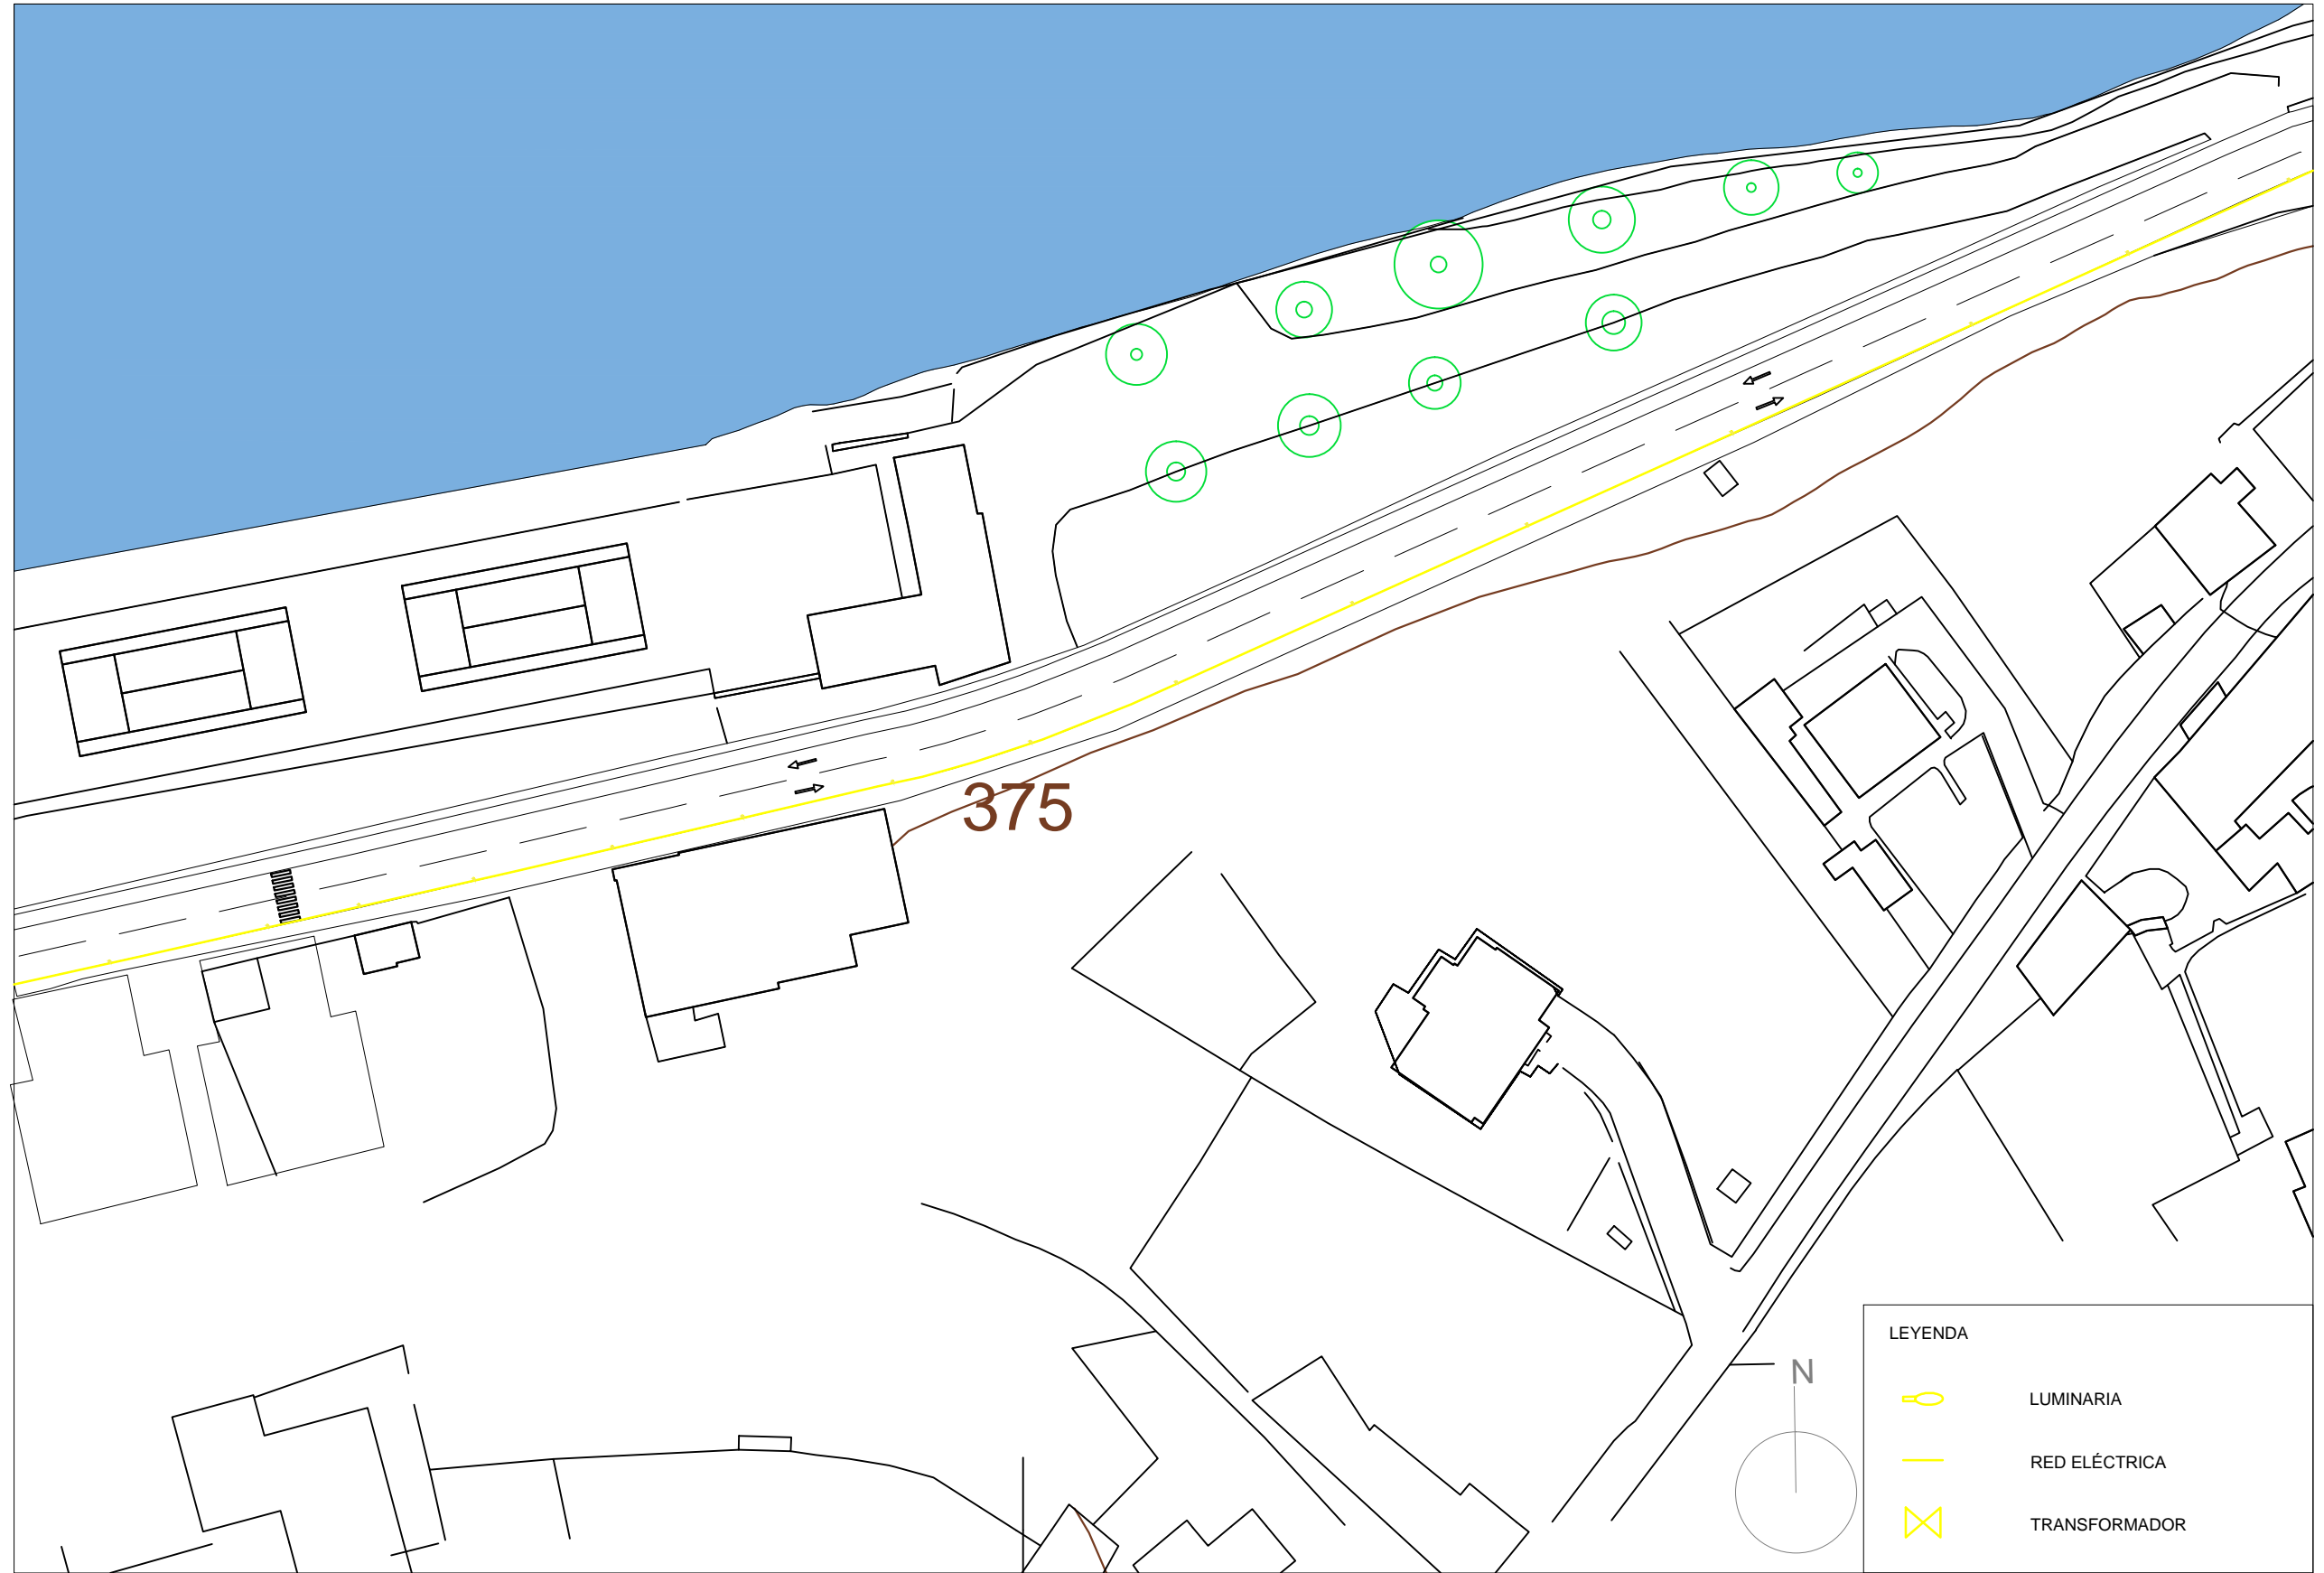 375
N
LEYENDA
LUMINARIA
RED ELÉCTRICA
TRANSFORMADOR